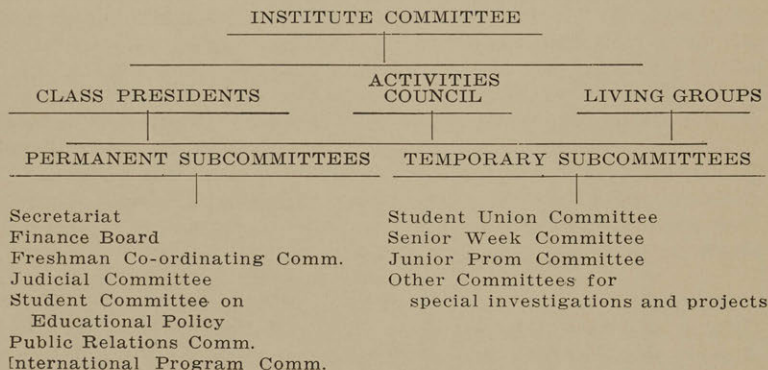 INSTITUTE COMMITTEE
CLASS PRESIDENTS
ACTIVITIES
COUNCIL
LIVING GROUPS
PERMANENT SUBCOMMITTEES
TEMPORARY SUBCOMMITTEES
Secretariat
Finance Board
Freshman Co-ordinating Comm.
Judicial Committee
Student Committee on
Educational Policy
Public Relations Comm.
International Program Comm.
Student Union Committee
Senior Week Committee
Junior Prom Committee
Other Committees for
special investigations and projects